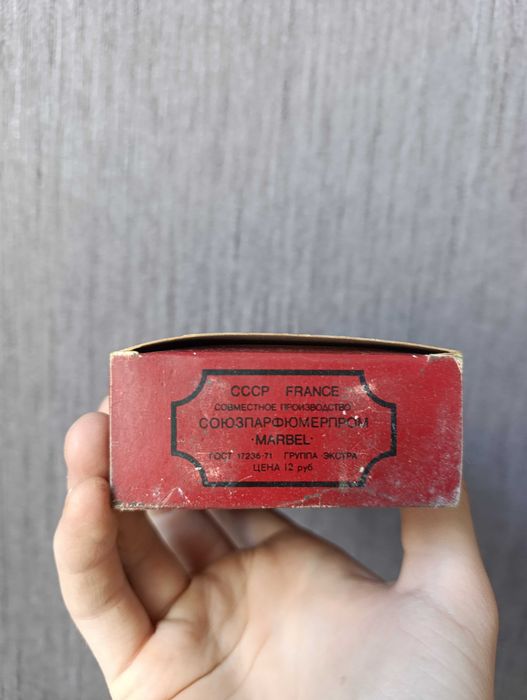 СССР FRANCE
СОВМЕСТНОЕ ПРОИЗВОДСТВО
СОЮЗПАРФЮМЕРПРОМ
·MARBEL·
ГОСТ 17236-71 ГРУППА ЭКСТРА
ЦЕНА 12 руб